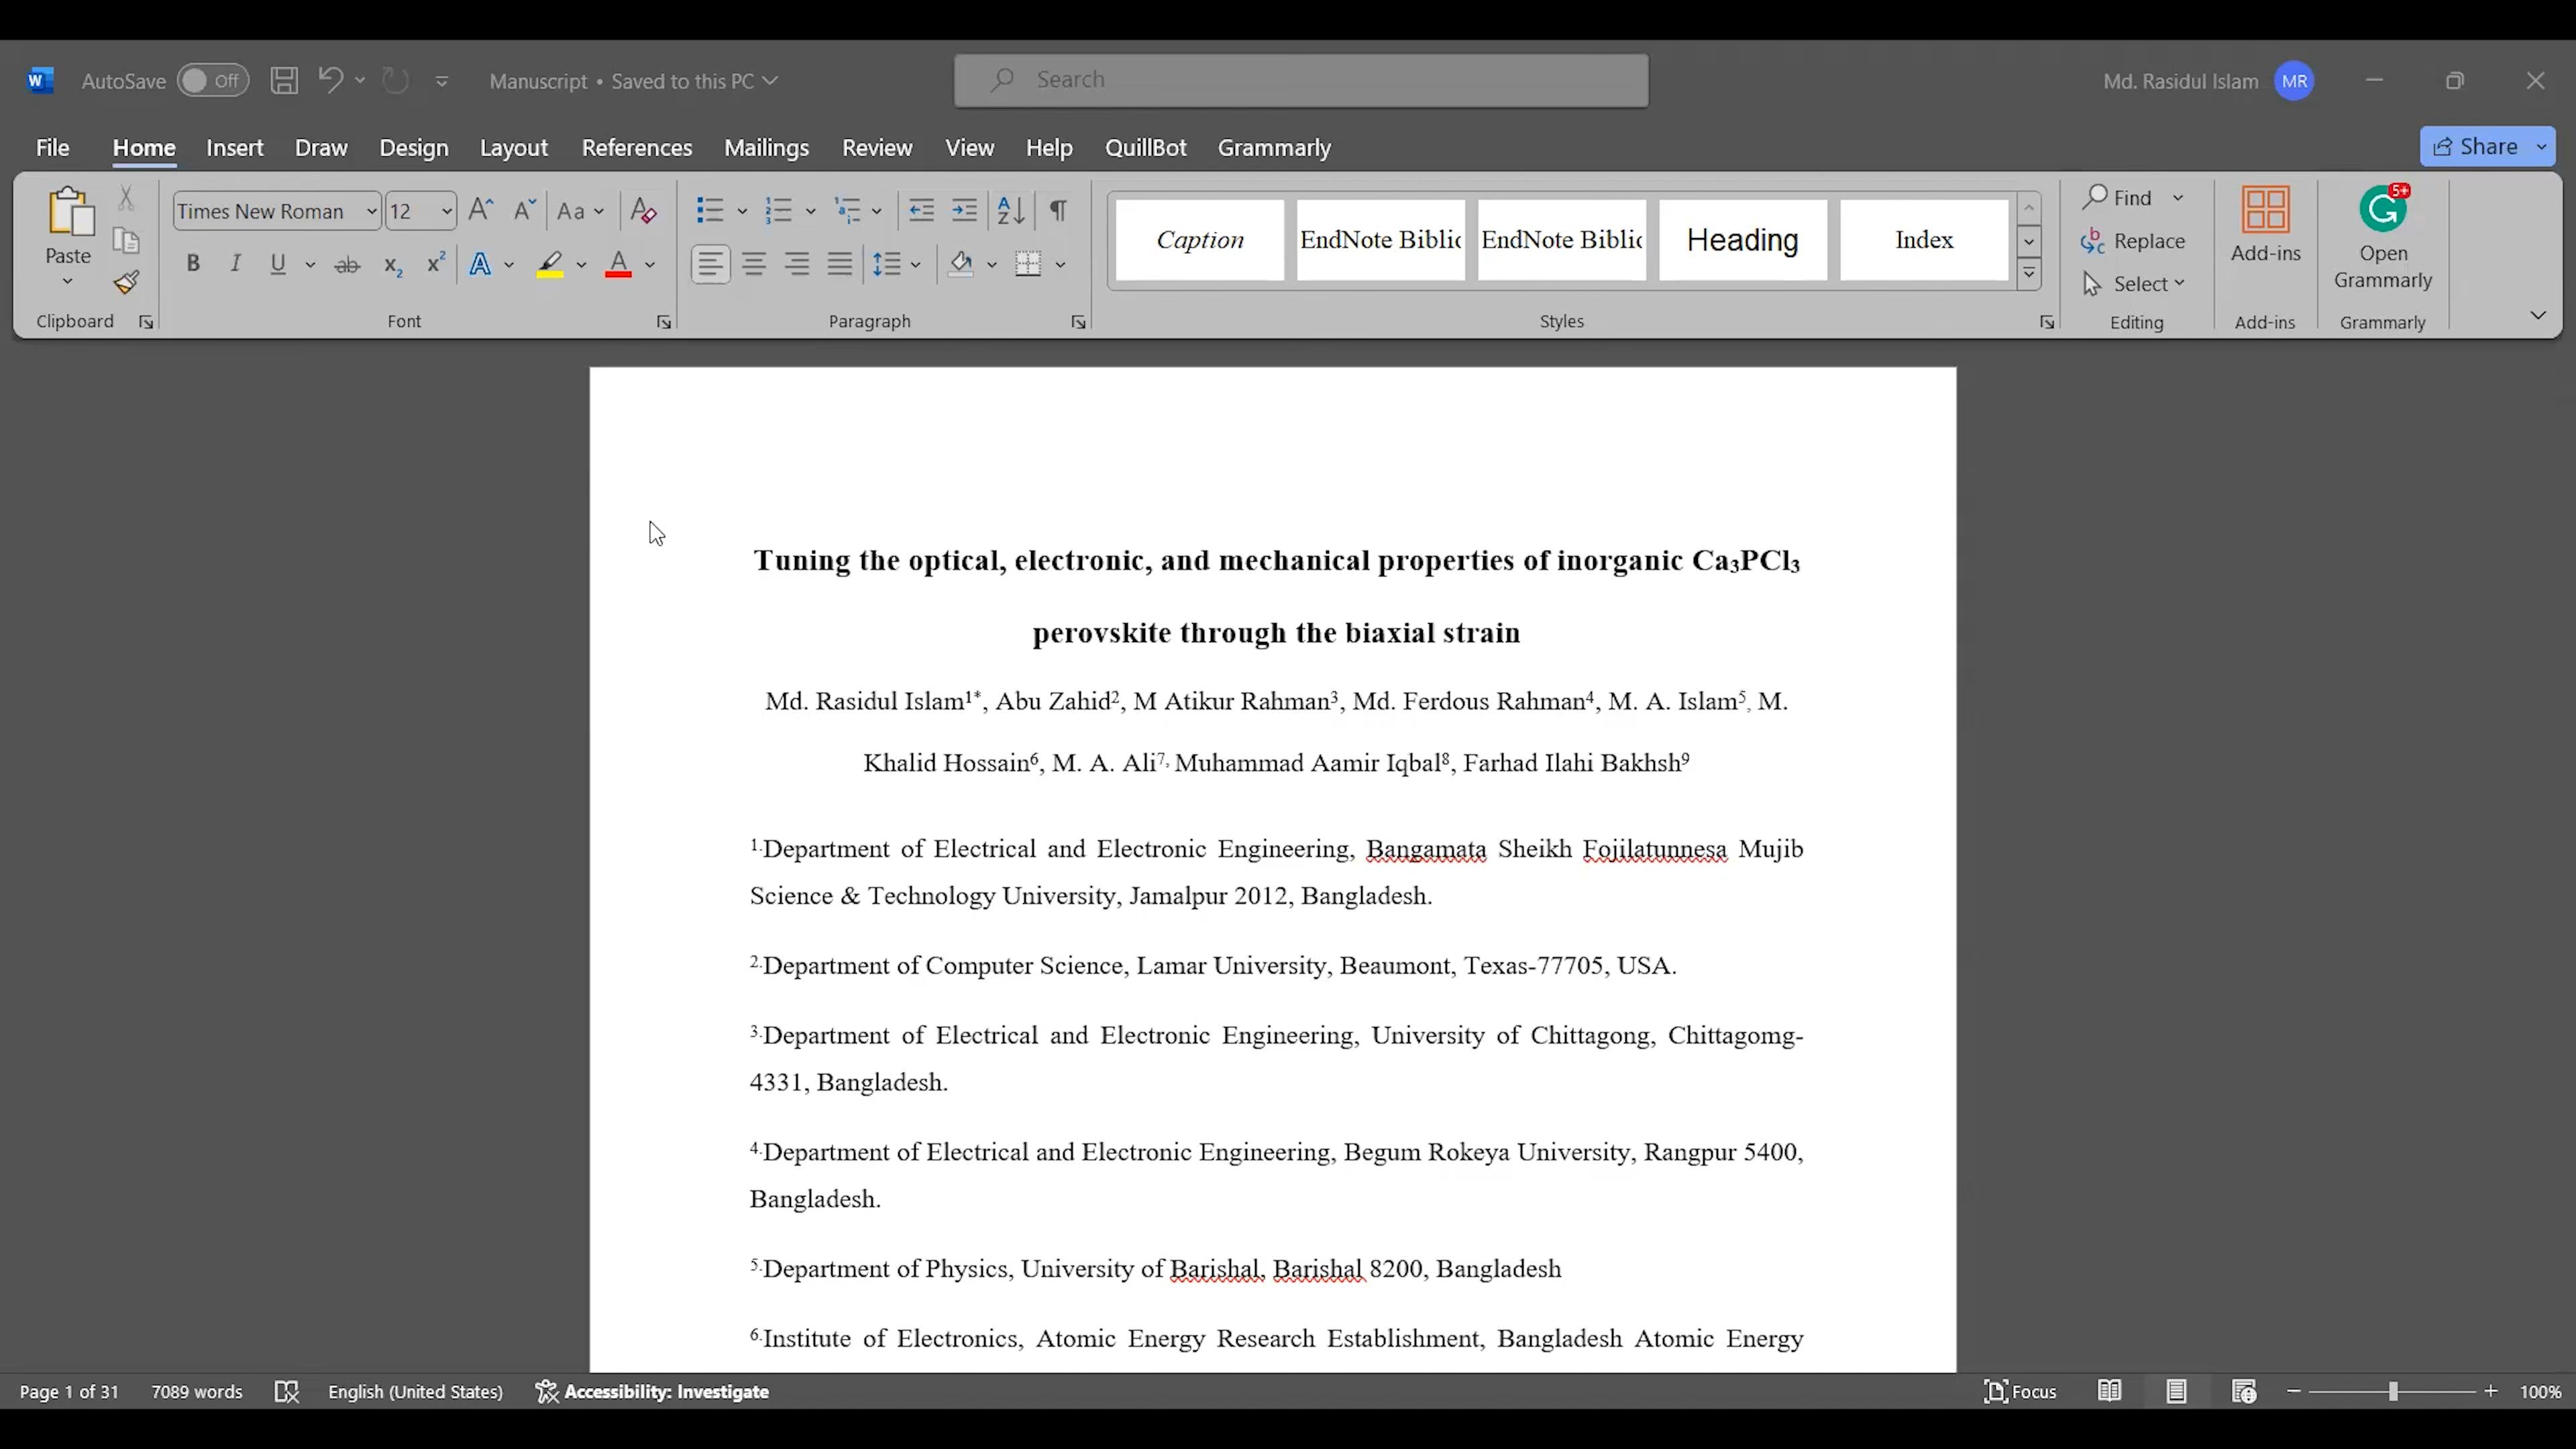 AutoSave Off Manuscript • Saved to this PC Search Md. Rasidul Islam MR
File Home Insert Draw Design Layout References Mailings Review View Help QuillBot Grammarly Share
Paste Times New Roman 12 Aa Caption EndNote Biblic EndNote Biblic Heading Index Find Replace Select Add-ins Open Grammarly 5+
Clipboard Font Paragraph Styles Editing Add-ins Grammarly
Tuning the optical, electronic, and mechanical properties of inorganic Ca₃PCl₃
perovskite through the biaxial strain
Md. Rasidul Islam¹*, Abu Zahid², M Atikur Rahman³, Md. Ferdous Rahman⁴, M. A. Islam⁵, M.
Khalid Hossain⁶, M. A. Ali⁷, Muhammad Aamir Iqbal⁸, Farhad Ilahi Bakhsh⁹
¹·Department of Electrical and Electronic Engineering, Bangamata Sheikh Fojilatunnesa Mujib
Science & Technology University, Jamalpur 2012, Bangladesh.
²·Department of Computer Science, Lamar University, Beaumont, Texas-77705, USA.
³·Department of Electrical and Electronic Engineering, University of Chittagong, Chittagomg-
4331, Bangladesh.
⁴·Department of Electrical and Electronic Engineering, Begum Rokeya University, Rangpur 5400,
Bangladesh.
⁵·Department of Physics, University of Barishal, Barishal 8200, Bangladesh
⁶·Institute of Electronics, Atomic Energy Research Establishment, Bangladesh Atomic Energy
Page 1 of 31 7089 words English (United States) Accessibility: Investigate Focus 100%